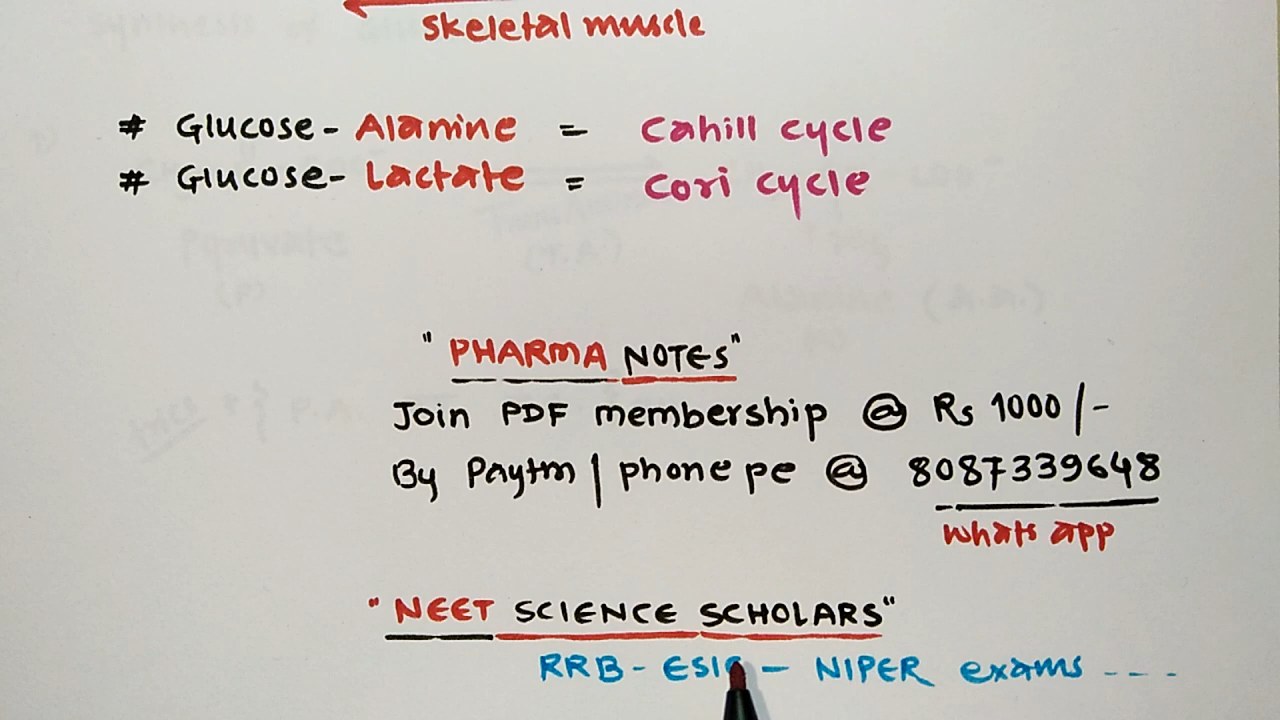 skeletal muscle
# Glucose - Alanine = Cahill cycle
# Glucose - Lactate = Cori cycle
"PHARMA NOTES"
Join PDF membership @ Rs 1000/-
By Paytm | phone pe @ 8087339648
whats app
"NEET SCIENCE SCHOLARS"
RRB - ESIC - NIPER exams ----